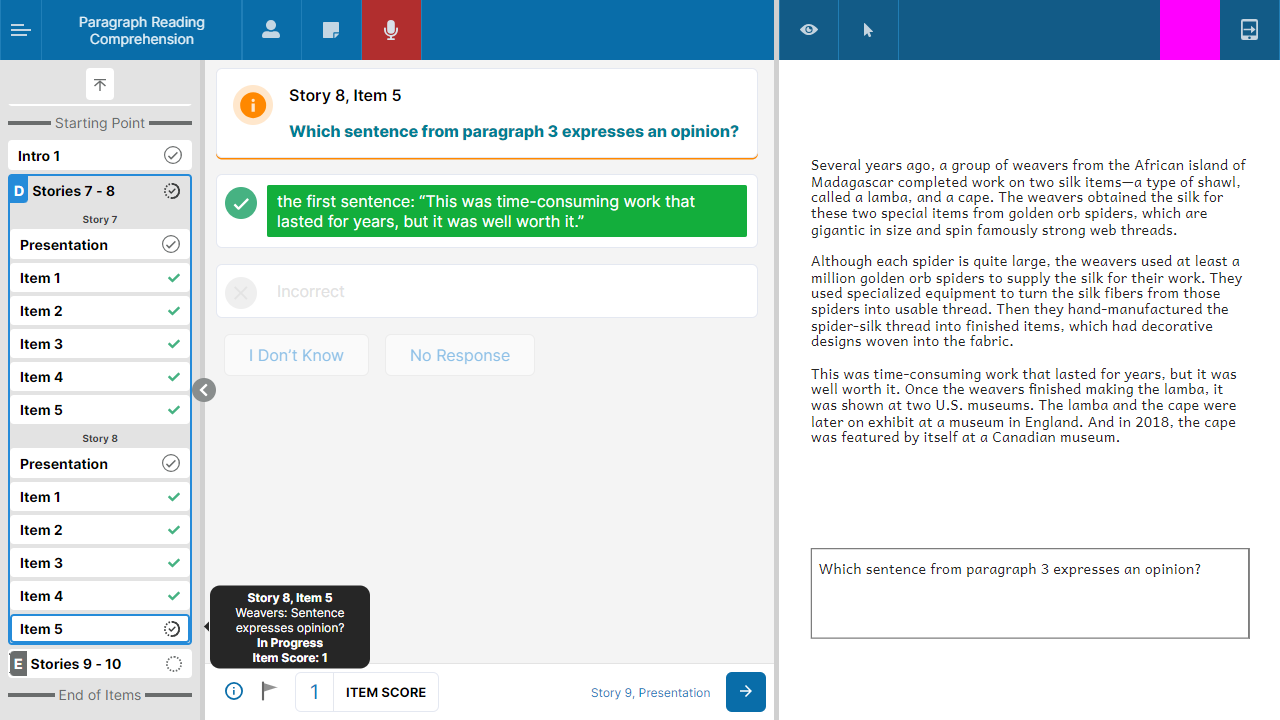 Paragraph Reading
Comprehension
Starting Point
Intro 1
D Stories 7 - 8
Story 7
Presentation
Item 1
Item 2
Item 3
Item 4
Item 5
Story 8
Presentation
Item 1
Item 2
Item 3
Item 4
Item 5
E Stories 9 - 10
End of Items
Story 8, Item 5
Which sentence from paragraph 3 expresses an opinion?
the first sentence: “This was time-consuming work that
lasted for years, but it was well worth it.”
Incorrect
I Don’t Know
No Response
Story 8, Item 5
Weavers: Sentence
expresses opinion?
In Progress
Item Score: 1
1 ITEM SCORE
Story 9, Presentation
Several years ago, a group of weavers from the African island of
Madagascar completed work on two silk items—a type of shawl,
called a lamba, and a cape. The weavers obtained the silk for
these two special items from golden orb spiders, which are
gigantic in size and spin famously strong web threads.
Although each spider is quite large, the weavers used at least a
million golden orb spiders to supply the silk for their work. They
used specialized equipment to turn the silk fibers from those
spiders into usable thread. Then they hand-manufactured the
spider-silk thread into finished items, which had decorative
designs woven into the fabric.
This was time-consuming work that lasted for years, but it was
well worth it. Once the weavers finished making the lamba, it
was shown at two U.S. museums. The lamba and the cape were
later on exhibit at a museum in England. And in 2018, the cape
was featured by itself at a Canadian museum.
Which sentence from paragraph 3 expresses an opinion?